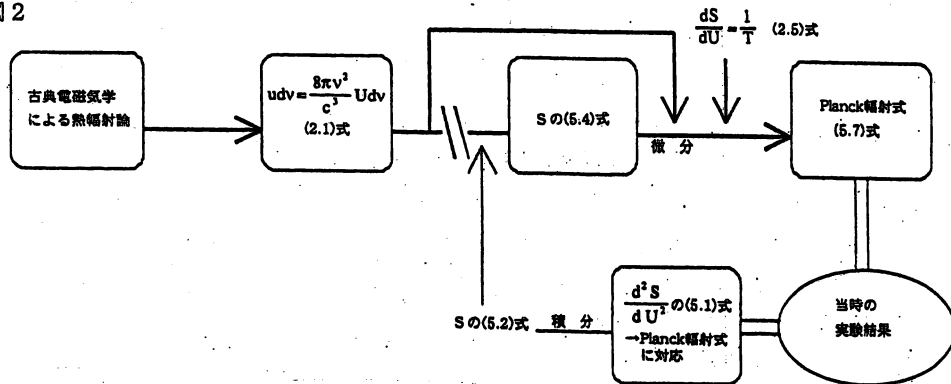 図2
古典電磁気学
による熱輻射論
udν=8πν²/c³ Udν
(2.1)式
Sの(5.4)式
dS/dU=1/T (2.5)式
微 分
Planck輻射式
(5.7)式
Sの(5.2)式
積 分
d²S/dU²の(5.1)式
→Planck輻射式
に対応
当時の
実験結果